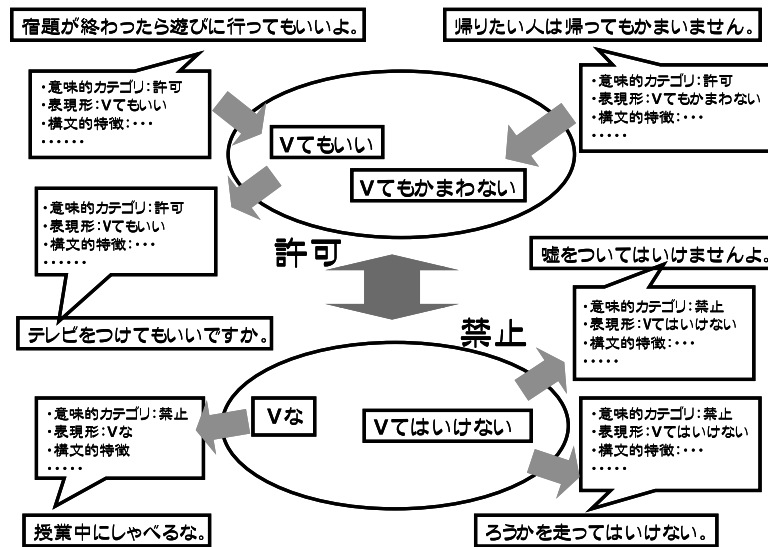 宿題が終わったら遊びに行ってもいいよ。
帰りたい人は帰ってもかまいません。
・意味的カテゴリ:許可
・表現形:Vてもいい
・構文的特徴:・・・
・・・・・・
・意味的カテゴリ:許可
・表現形:Vてもかまわない
・構文的特徴:・・・
・・・・・
Vてもいい
Vてもかまわない
・意味的カテゴリ:許可
・表現形:Vてもいい
・構文的特徴:・・・
・・・・・・
許可
嘘をついてはいけませんよ。
テレビをつけてもいいですか。
・意味的カテゴリ:禁止
・表現形:Vてはいけない
・構文的特徴:・・・
・・・・・
禁止
・意味的カテゴリ:禁止
・表現形:Vな
・構文的特徴
・・・・・
Vな
Vてはいけない
・意味的カテゴリ:禁止
・表現形:Vてはいけない
・構文的特徴:・・・
・・・・・
授業中にしゃべるな。
ろうかを走ってはいけない。